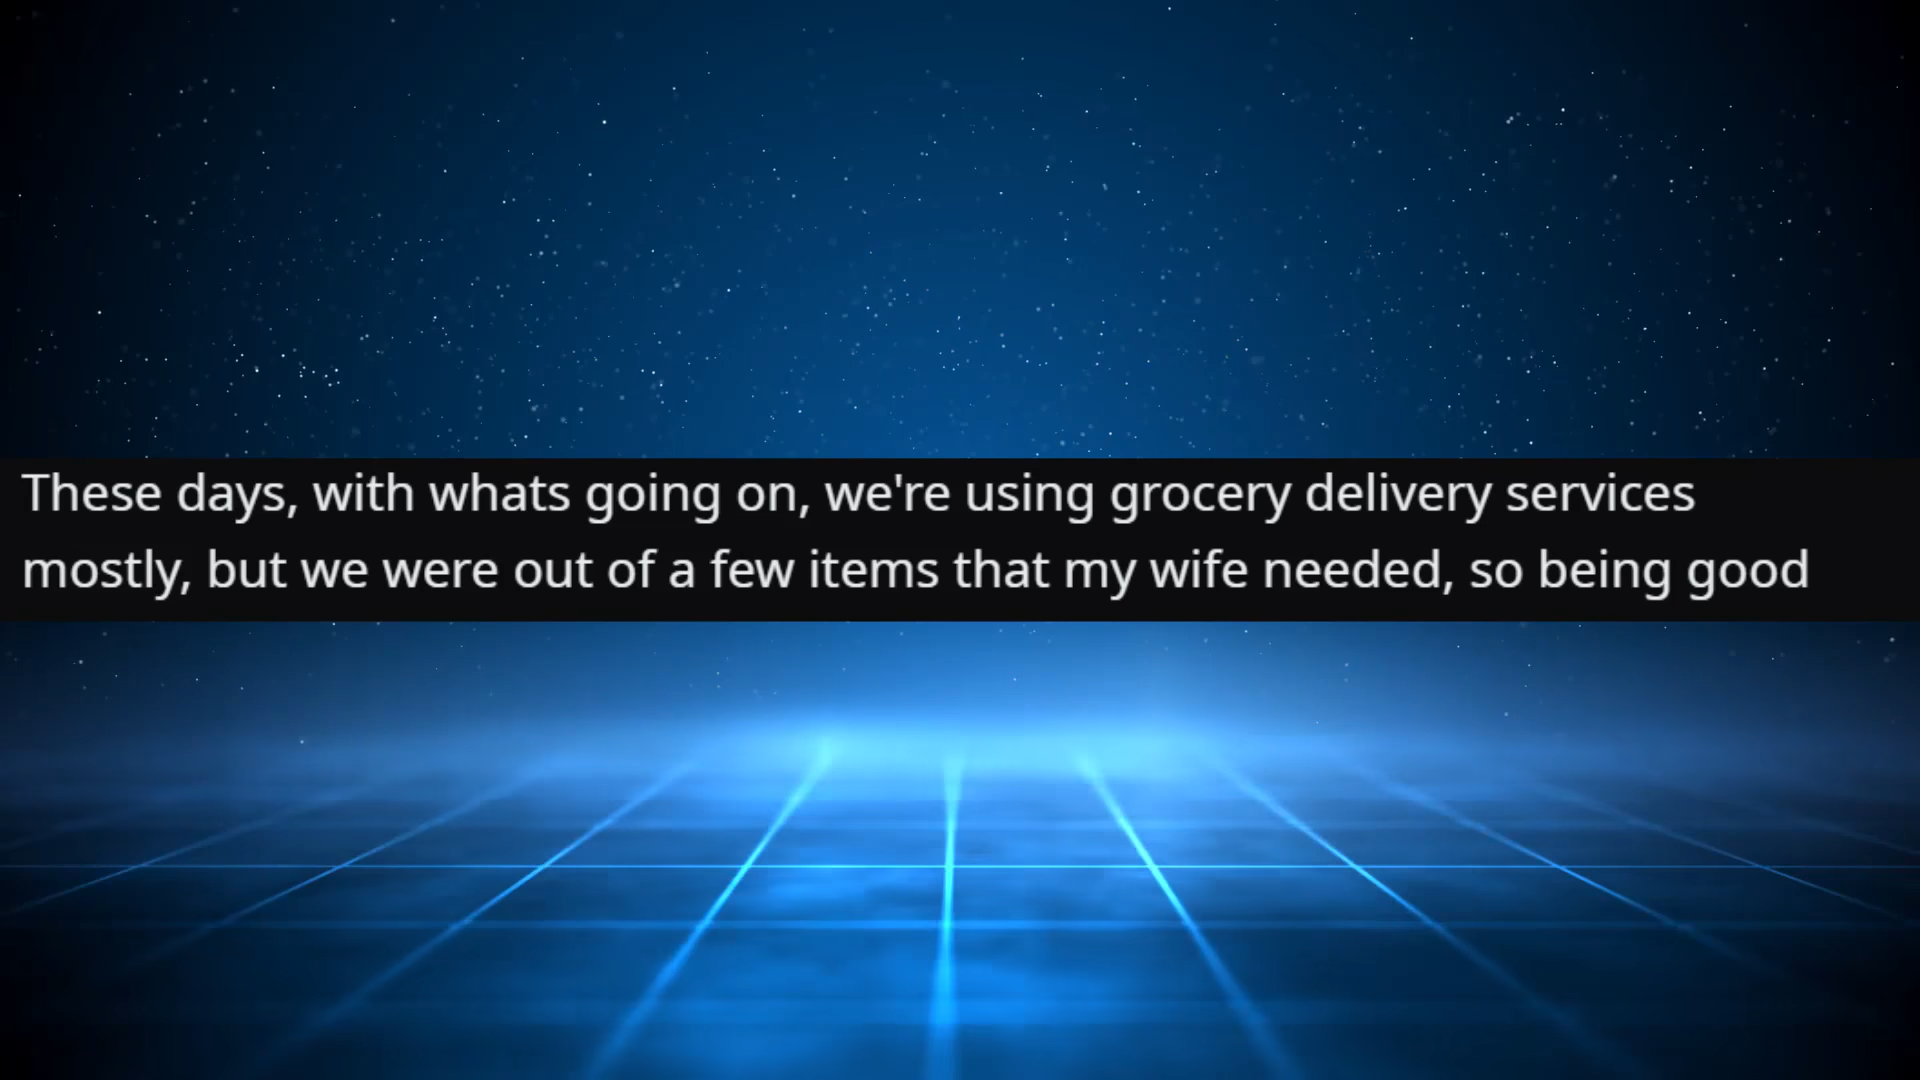 These days, with whats going on, we're using grocery delivery services
mostly, but we were out of a few items that my wife needed, so being good